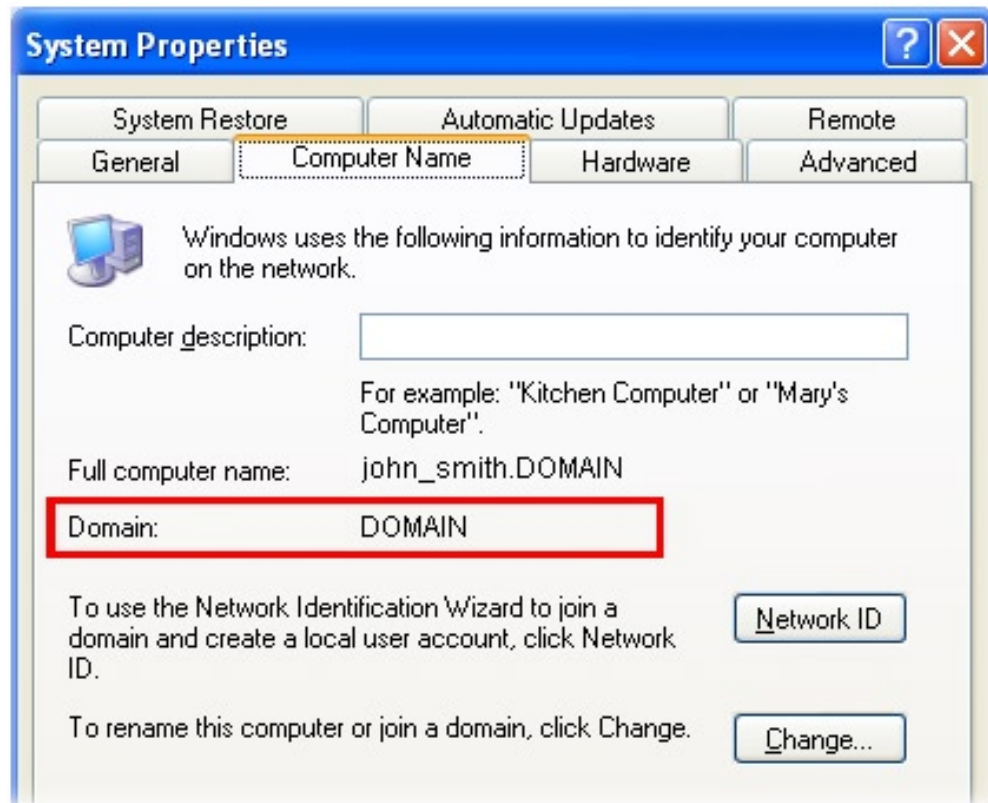 System Properties
System Restore Automatic Updates Remote
General Computer Name Hardware Advanced
Windows uses the following information to identify your computer
on the network.
Computer description:
For example: "Kitchen Computer" or "Mary's
Computer".
Full computer name: john_smith.DOMAIN
Domain: DOMAIN
To use the Network Identification Wizard to join a
domain and create a local user account, click Network
ID.
Network ID
To rename this computer or join a domain, click Change.
Change...